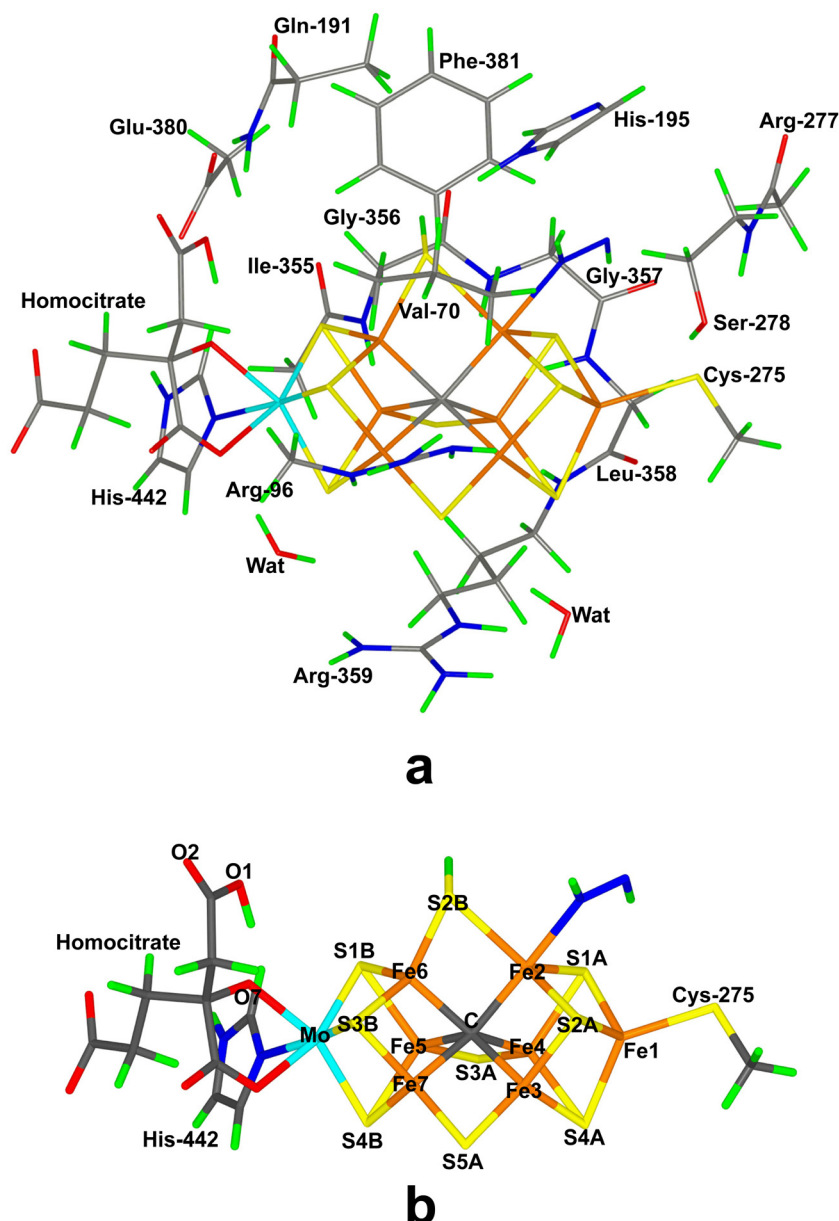 Gln-191
Phe-381
Glu-380
His-195
Arg-277
Gly-356
Ile-355
Gly-357
Homocitrate
Val-70
Ser-278
Cys-275
His-442
Arg-96
Leu-358
Wat
Wat
Arg-359
a
O2
O1
S2B
Homocitrate
S1B
Fe6
Fe2
S1A
Cys-275
O7
Mo
S3B
C
S2A
Fe5
Fe4
Fe1
S3A
Fe7
Fe3
His-442
S4B
S5A
S4A
b